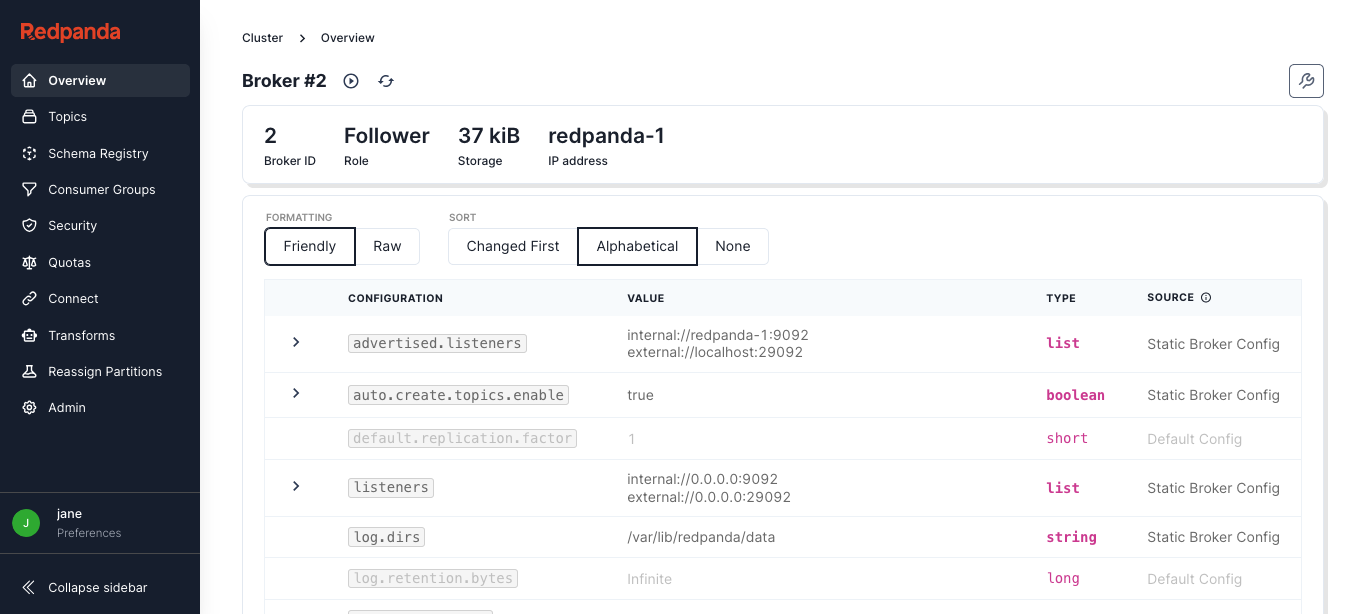 Redpanda
Overview
Topics
Schema Registry
Consumer Groups
Security
Quotas
Connect
Transforms
Reassign Partitions
Admin
J
jane
Preferences
Collapse sidebar
Cluster > Overview
Broker #2
2 Follower 37 kiB redpanda-1
Broker ID Role Storage IP address
FORMATTING SORT
Friendly Raw Changed First Alphabetical None
CONFIGURATION VALUE TYPE SOURCE
advertised.listeners internal://redpanda-1:9092 list Static Broker Config
external://localhost:29092
auto.create.topics.enable true boolean Static Broker Config
default.replication.factor 1 short Default Config
listeners internal://0.0.0.0:9092 list Static Broker Config
external://0.0.0.0:29092
log.dirs /var/lib/redpanda/data string Static Broker Config
log.retention.bytes Infinite long Default Config